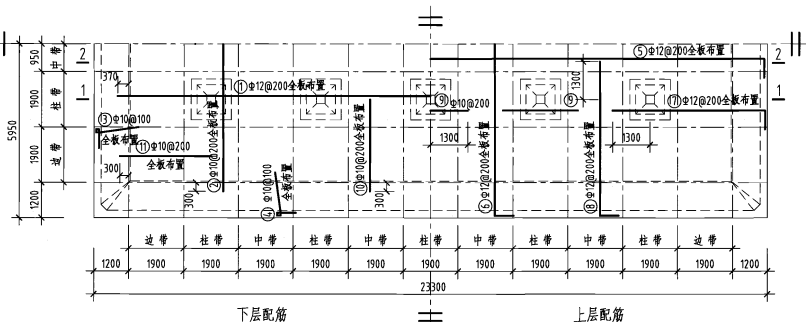 2
⑤Φ12@200全板布置
2
950
中带
370
①Φ12@200全板布置
1300
1
1900
柱带
⑨Φ10@200
⑨
⑦Φ12@200全板布置
1
5950
⑬Φ10@100
全板布置
⑪Φ10@200
全板布置
1900
边带
300
②Φ10@200全板布置
④Φ10@100
全板布置
300
⑩Φ10@200全板布置
300
1300
⑥Φ12@200全板布置
⑧Φ12@200全板布置
1300
1200
边带
柱带
中带
柱带
中带
柱带
中带
柱带
中带
柱带
边带
1200
1900
1900
1900
1900
1900
1900
1900
1900
1900
1900
1900
1200
23300
下层配筋
上层配筋